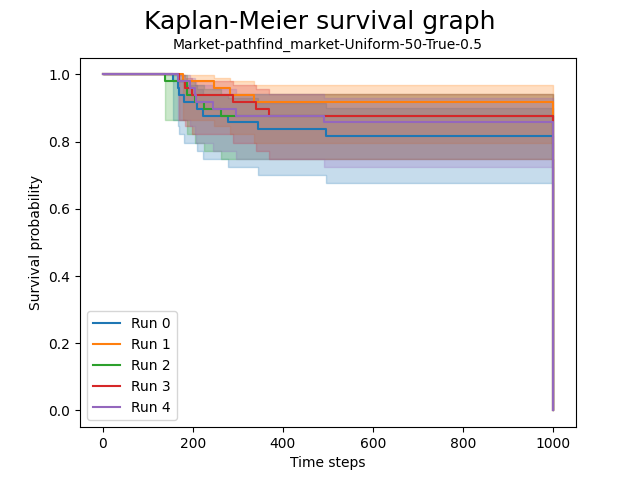 Kaplan-Meier survival graph
Market-pathfind_market-Uniform-50-True-0.5
1.0
0.8
0.6
0.4
0.2
0.0
Survival probability
Run 0
Run 1
Run 2
Run 3
Run 4
0
200
400
600
800
1000
Time steps